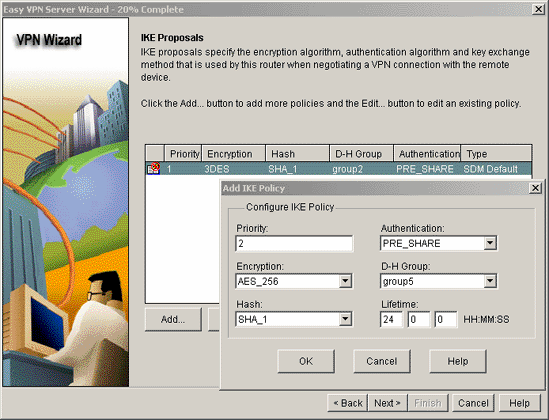 Easy VPN Server Wizard - 20% Complete
VPN Wizard
IKE Proposals
IKE proposals specify the encryption algorithm, authentication algorithm and key exchange
method that is used by this router when negotiating a VPN connection with the remote
device.
Click the Add... button to add more policies and the Edit... button to edit an existing policy.
Priority Encryption Hash D-H Group Authentication Type
1 3DES SHA_1 group2 PRE_SHARE SDM Default
Add IKE Policy
Configure IKE Policy
Priority: Authentication:
2 PRE_SHARE
Encryption: D-H Group:
AES_256 group5
Hash: Lifetime:
SHA_1 24 0 0 HH:MM:SS
Add...
OK Cancel Help
< Back Next > Finish Cancel Help